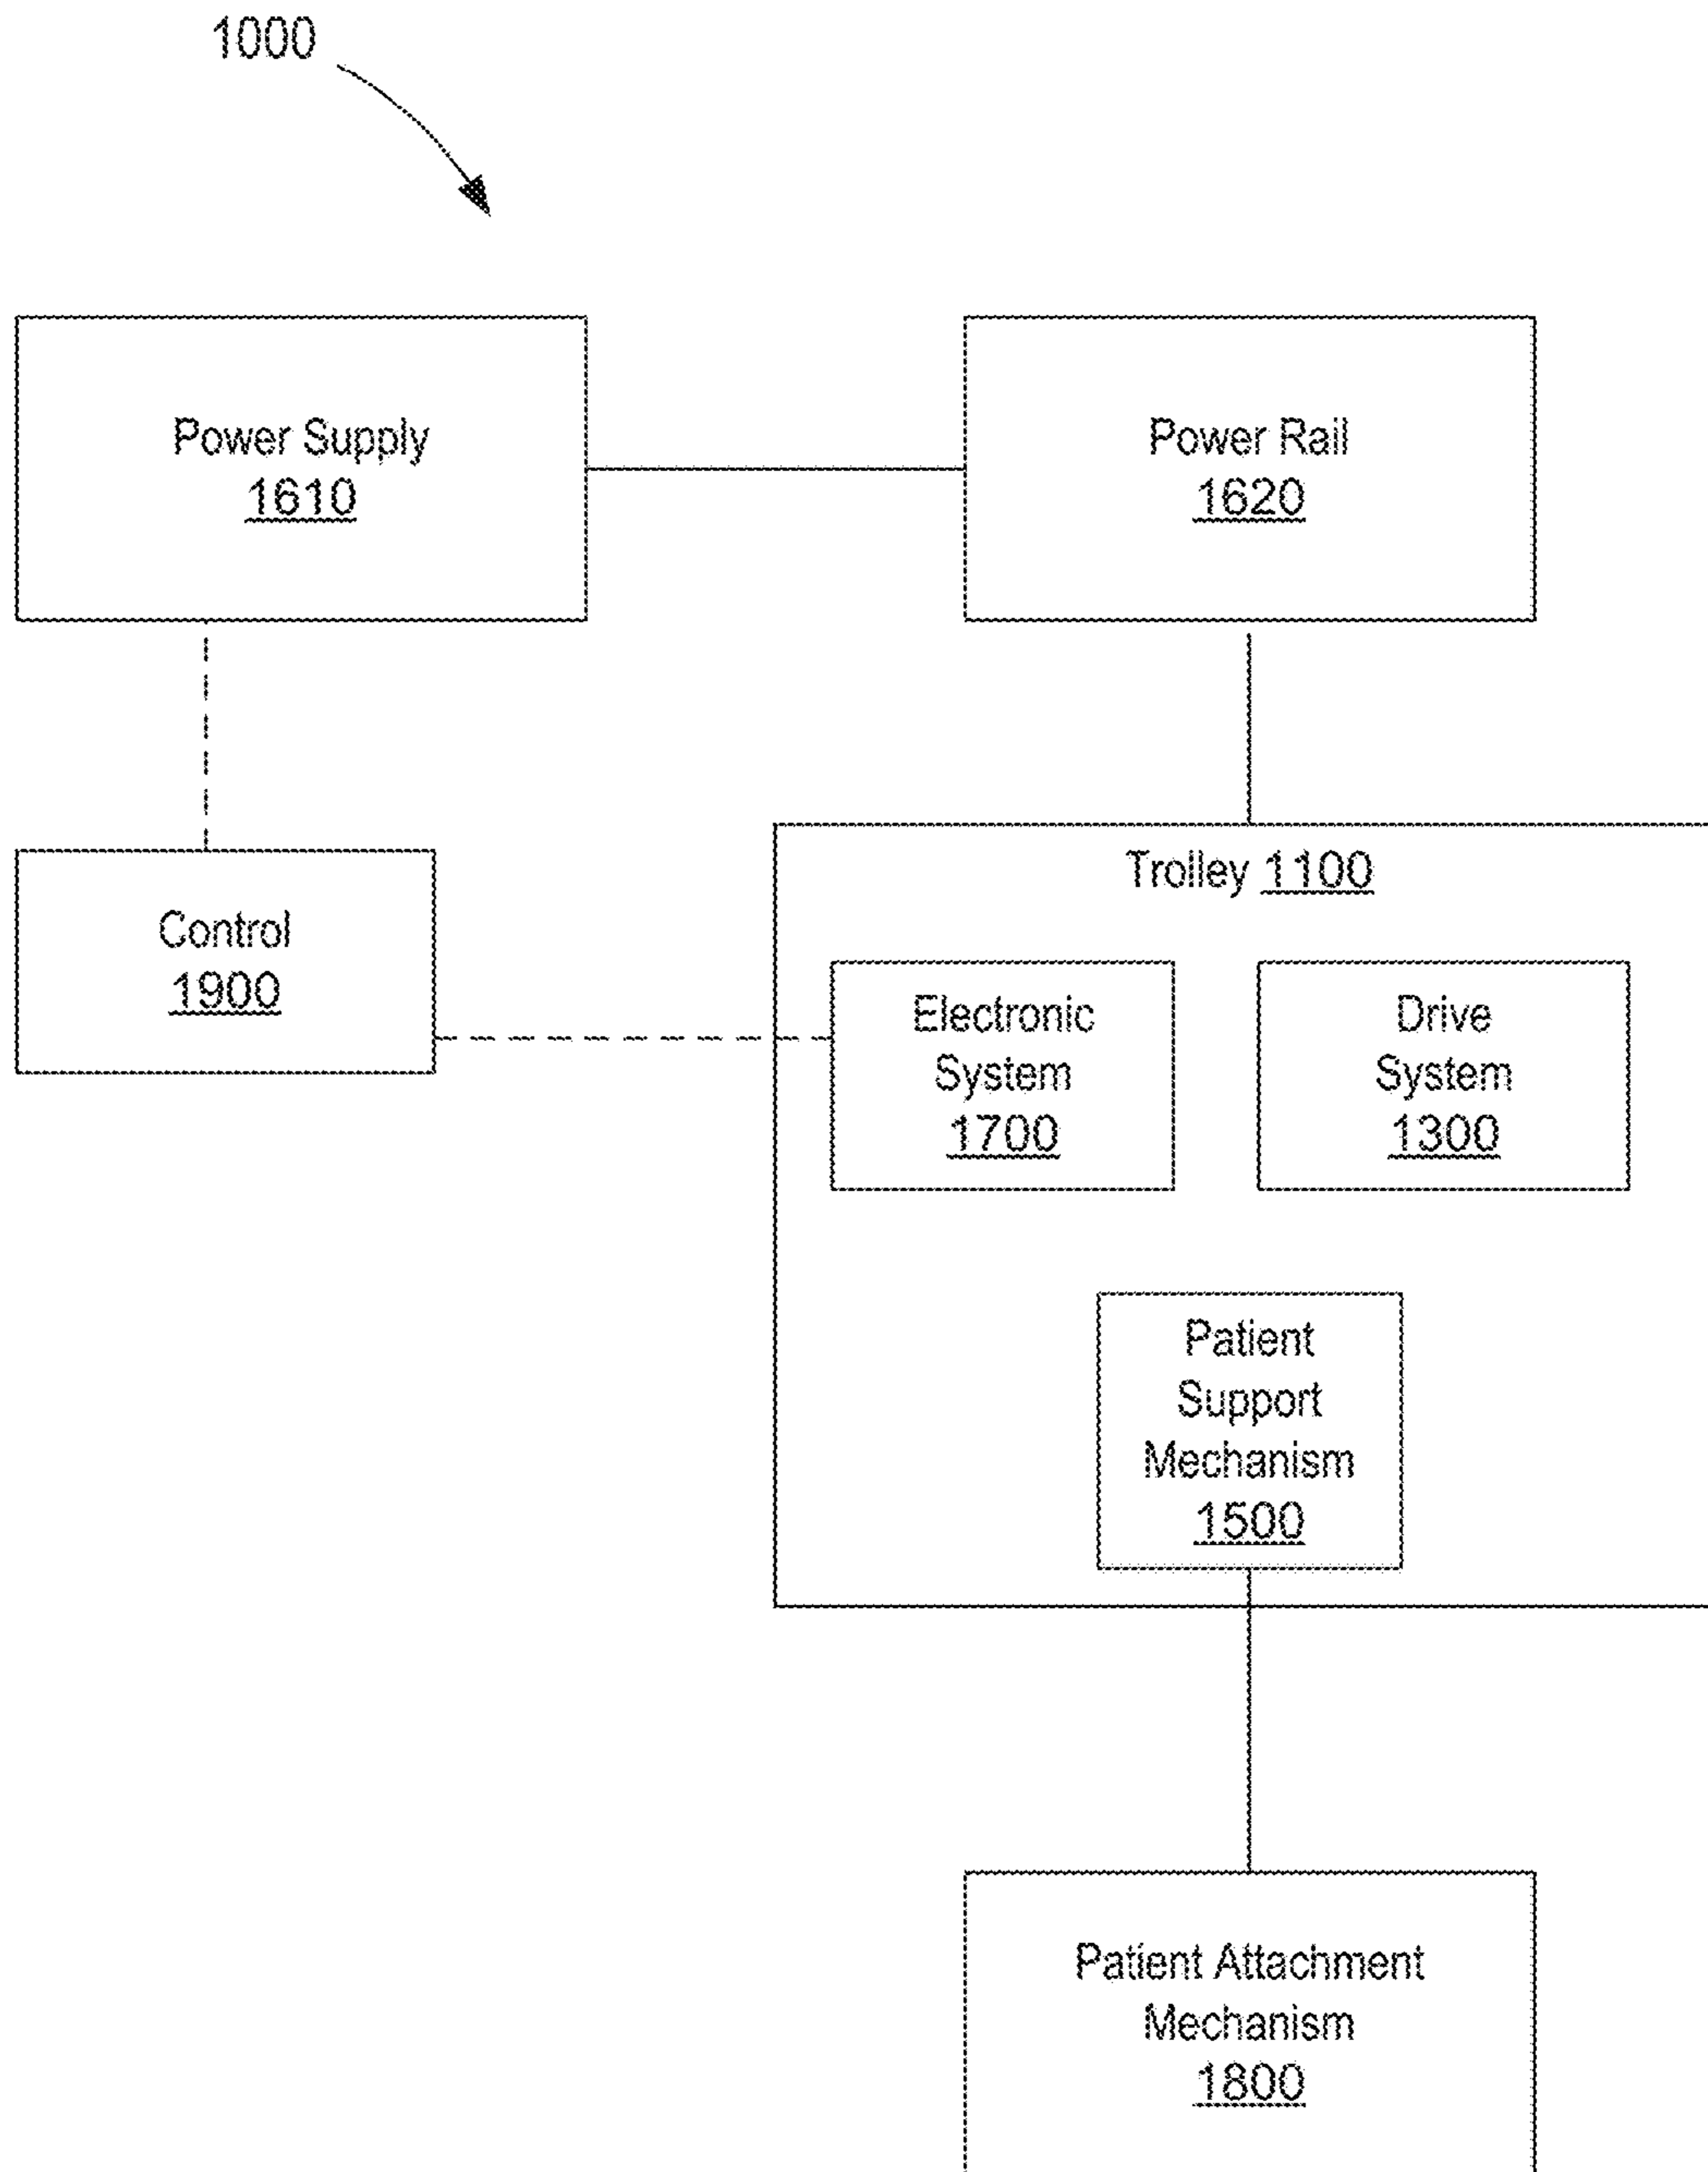 1000
Power Supply
1610
Power Rail
1620
Control
1900
Trolley 1100
Electronic
System
1700
Drive
System
1300
Patient
Support
Mechanism
1500
Patient Attachment
Mechanism
1800